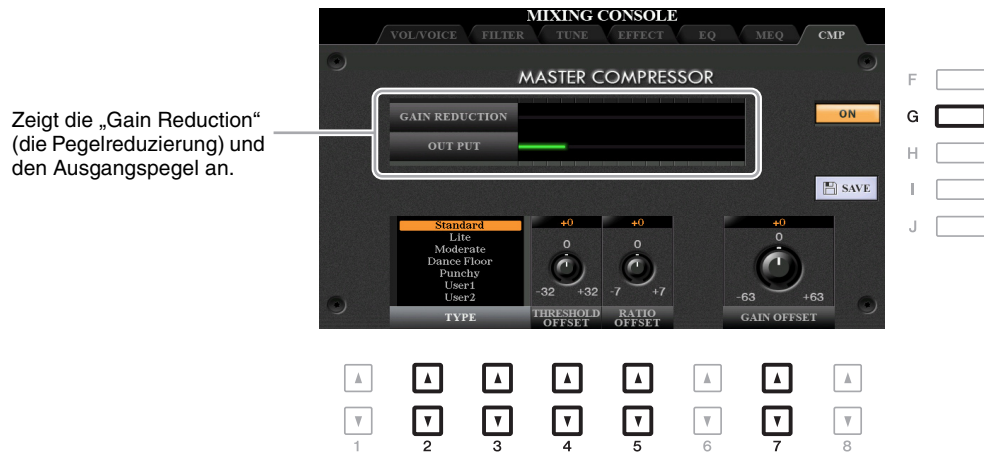 MIXING CONSOLE
VOL/VOICE FILTER TUNE EFFECT EQ MEQ CMP
MASTER COMPRESSOR
Zeigt die „Gain Reduction“
(die Pegelreduzierung) und
den Ausgangspegel an.
GAIN REDUCTION
OUT PUT
ON
SAVE
F
G
H
I
J
Standard
Lite
Moderate
Dance Floor
Punchy
User1
User2
TYPE
+0
0
-32 +32
THRESHOLD
OFFSET
+0
0
-7 +7
RATIO
OFFSET
+0
0
-63 +63
GAIN OFFSET
1 2 3 4 5 6 7 8